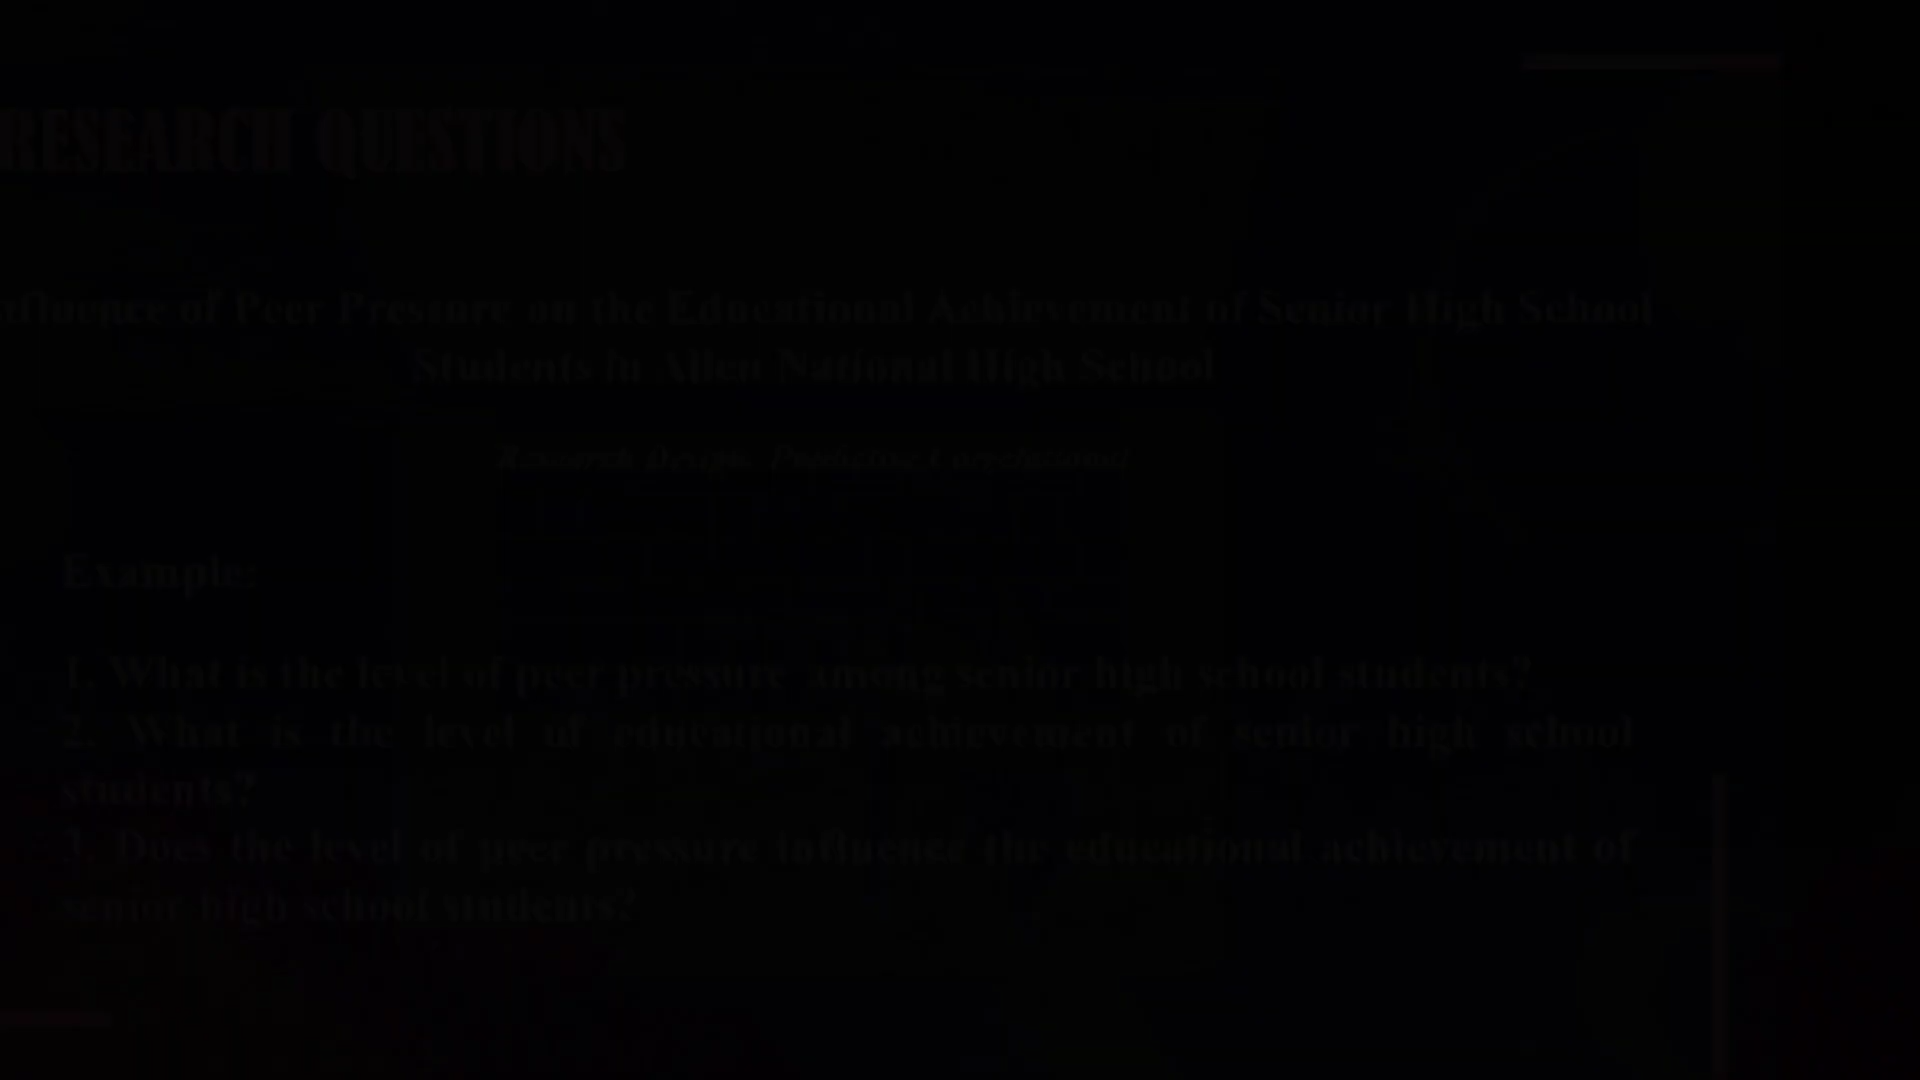 RESEARCH QUESTIONS
nfluence of Peer Pressure on the Educational Achievement of Senior High School
Students in Allen National High School
Research Design: Predictive Correlational
Example:
1. What is the level of peer pressure among senior high school students?
2. What is the level of educational achievement of senior high school
students?
3. Does the level of peer pressure influence the educational achievement of
senior high school students?